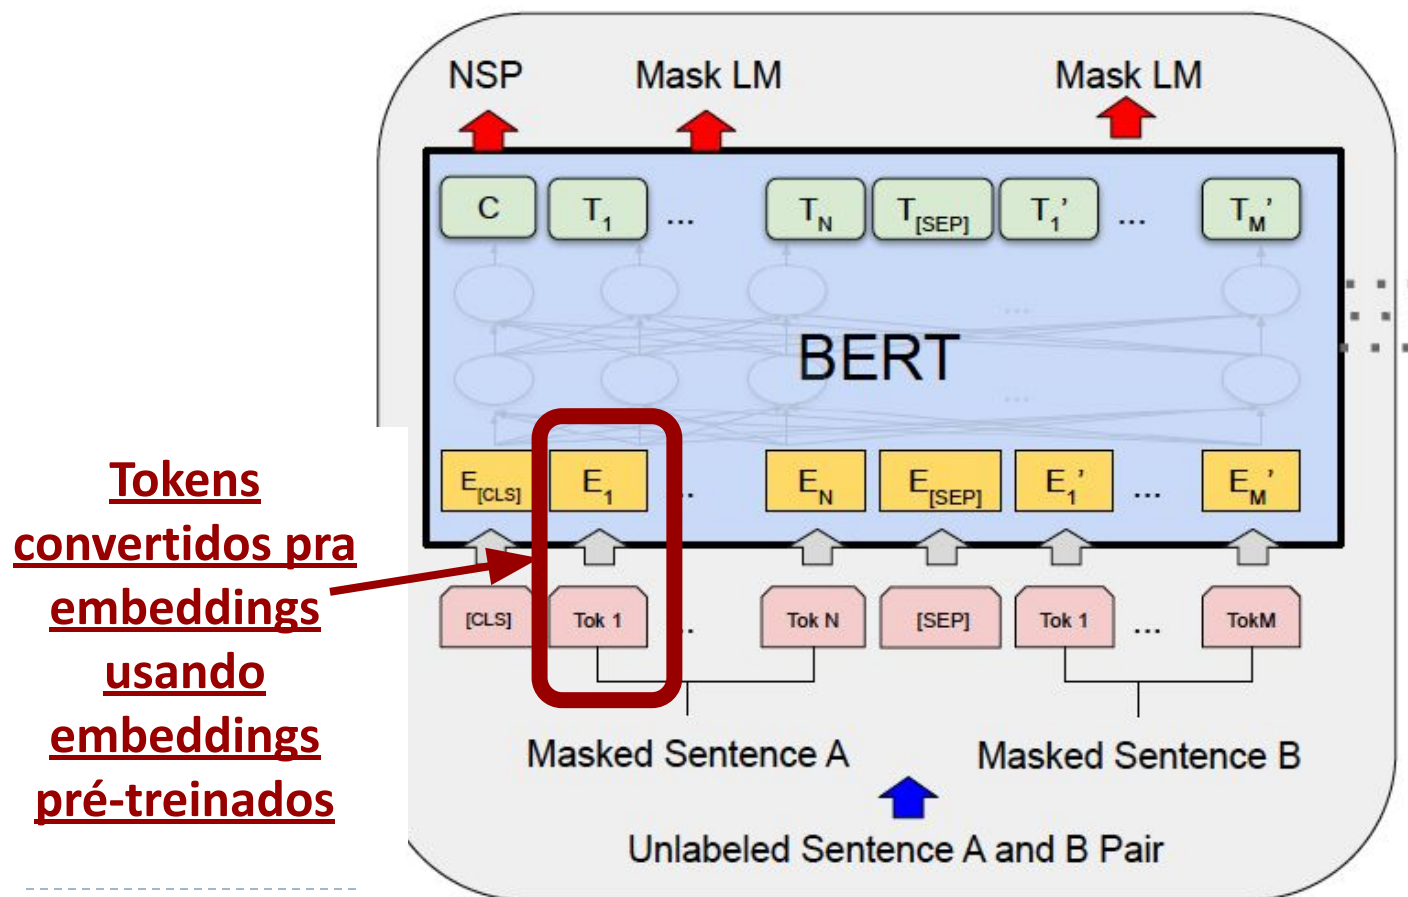 NSP Mask LM Mask LM
C T1 ... TN T[SEP] T1' ... TM'
...
BERT
...
E[CLS] E1 ... EN E[SEP] E1' ... EM'
[CLS] Tok 1 ... Tok N [SEP] Tok 1 ... TokM
Masked Sentence A Masked Sentence B
Unlabeled Sentence A and B Pair
Tokens
convertidos pra
embeddings
usando
embeddings
pré-treinados